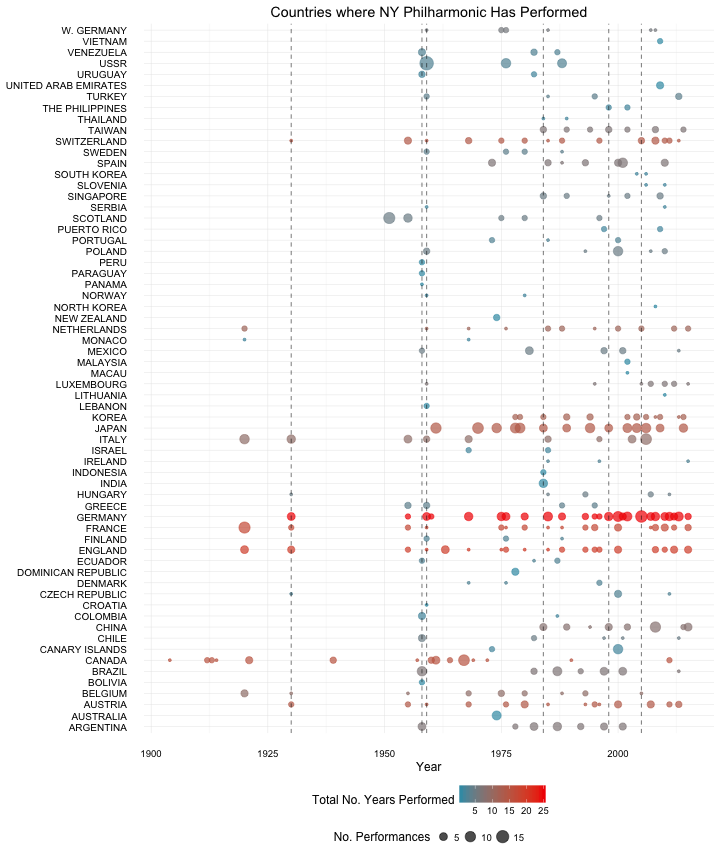 Countries where NY Philharmonic Has Performed
W. GERMANY
VIETNAM
VENEZUELA
USSR
URUGUAY
UNITED ARAB EMIRATES
TURKEY
THE PHILIPPINES
THAILAND
TAIWAN
SWITZERLAND
SWEDEN
SPAIN
SOUTH KOREA
SLOVENIA
SINGAPORE
SERBIA
SCOTLAND
PUERTO RICO
PORTUGAL
POLAND
PERU
PARAGUAY
PANAMA
NORWAY
NORTH KOREA
NEW ZEALAND
NETHERLANDS
MONACO
MEXICO
MALAYSIA
MACAU
LUXEMBOURG
LITHUANIA
LEBANON
KOREA
JAPAN
ITALY
ISRAEL
IRELAND
INDONESIA
INDIA
HUNGARY
GREECE
GERMANY
FRANCE
FINLAND
ENGLAND
ECUADOR
DOMINICAN REPUBLIC
DENMARK
CZECH REPUBLIC
CROATIA
COLOMBIA
CHINA
CHILE
CANARY ISLANDS
CANADA
BRAZIL
BOLIVIA
BELGIUM
AUSTRIA
AUSTRALIA
ARGENTINA
1900 1925 1950 1975 2000
Year
Total No. Years Performed
5 10 15 20 25
No. Performances 5 10 15